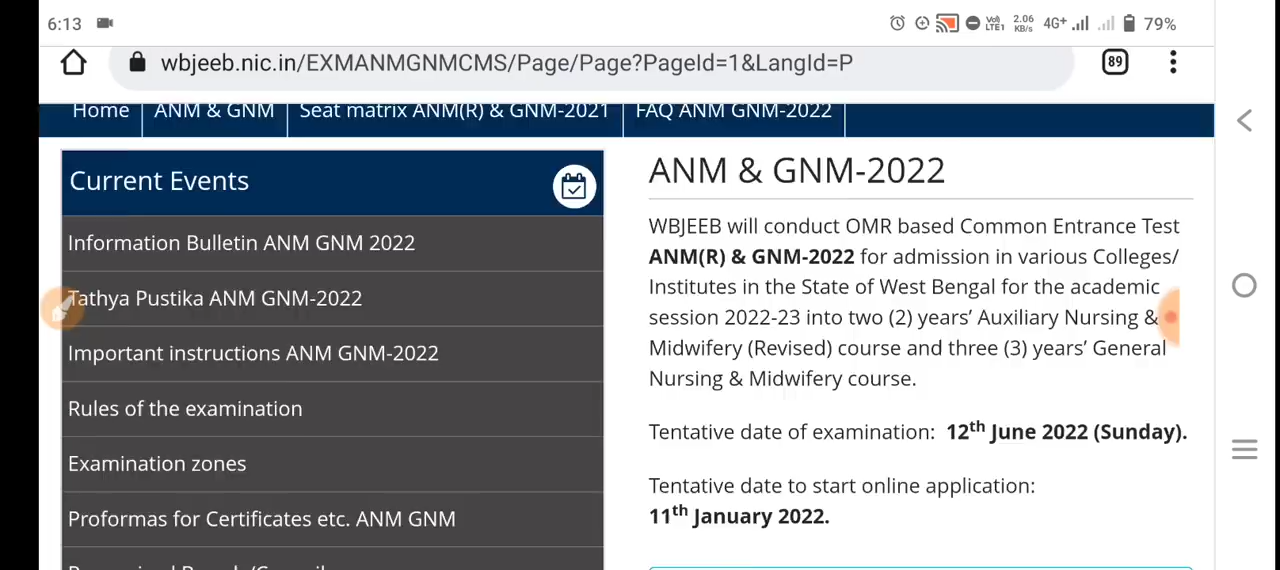 6:13
Vo)) LTE1 2.06 KB/s 4G+ 79%
wbjeeb.nic.in/EXMANMGNMCMS/Page/Page?PageId=1&LangId=P
89
Home ANM & GNM Seat matrix ANM(R) & GNM-2021 FAQ ANM GNM-2022
Current Events
Information Bulletin ANM GNM 2022
Tathya Pustika ANM GNM-2022
Important instructions ANM GNM-2022
Rules of the examination
Examination zones
Proformas for Certificates etc. ANM GNM
ANM & GNM-2022
WBJEEB will conduct OMR based Common Entrance Test
ANM(R) & GNM-2022 for admission in various Colleges/
Institutes in the State of West Bengal for the academic
session 2022-23 into two (2) years’ Auxiliary Nursing &
Midwifery (Revised) course and three (3) years’ General
Nursing & Midwifery course.
Tentative date of examination: 12th June 2022 (Sunday).
Tentative date to start online application:
11th January 2022.